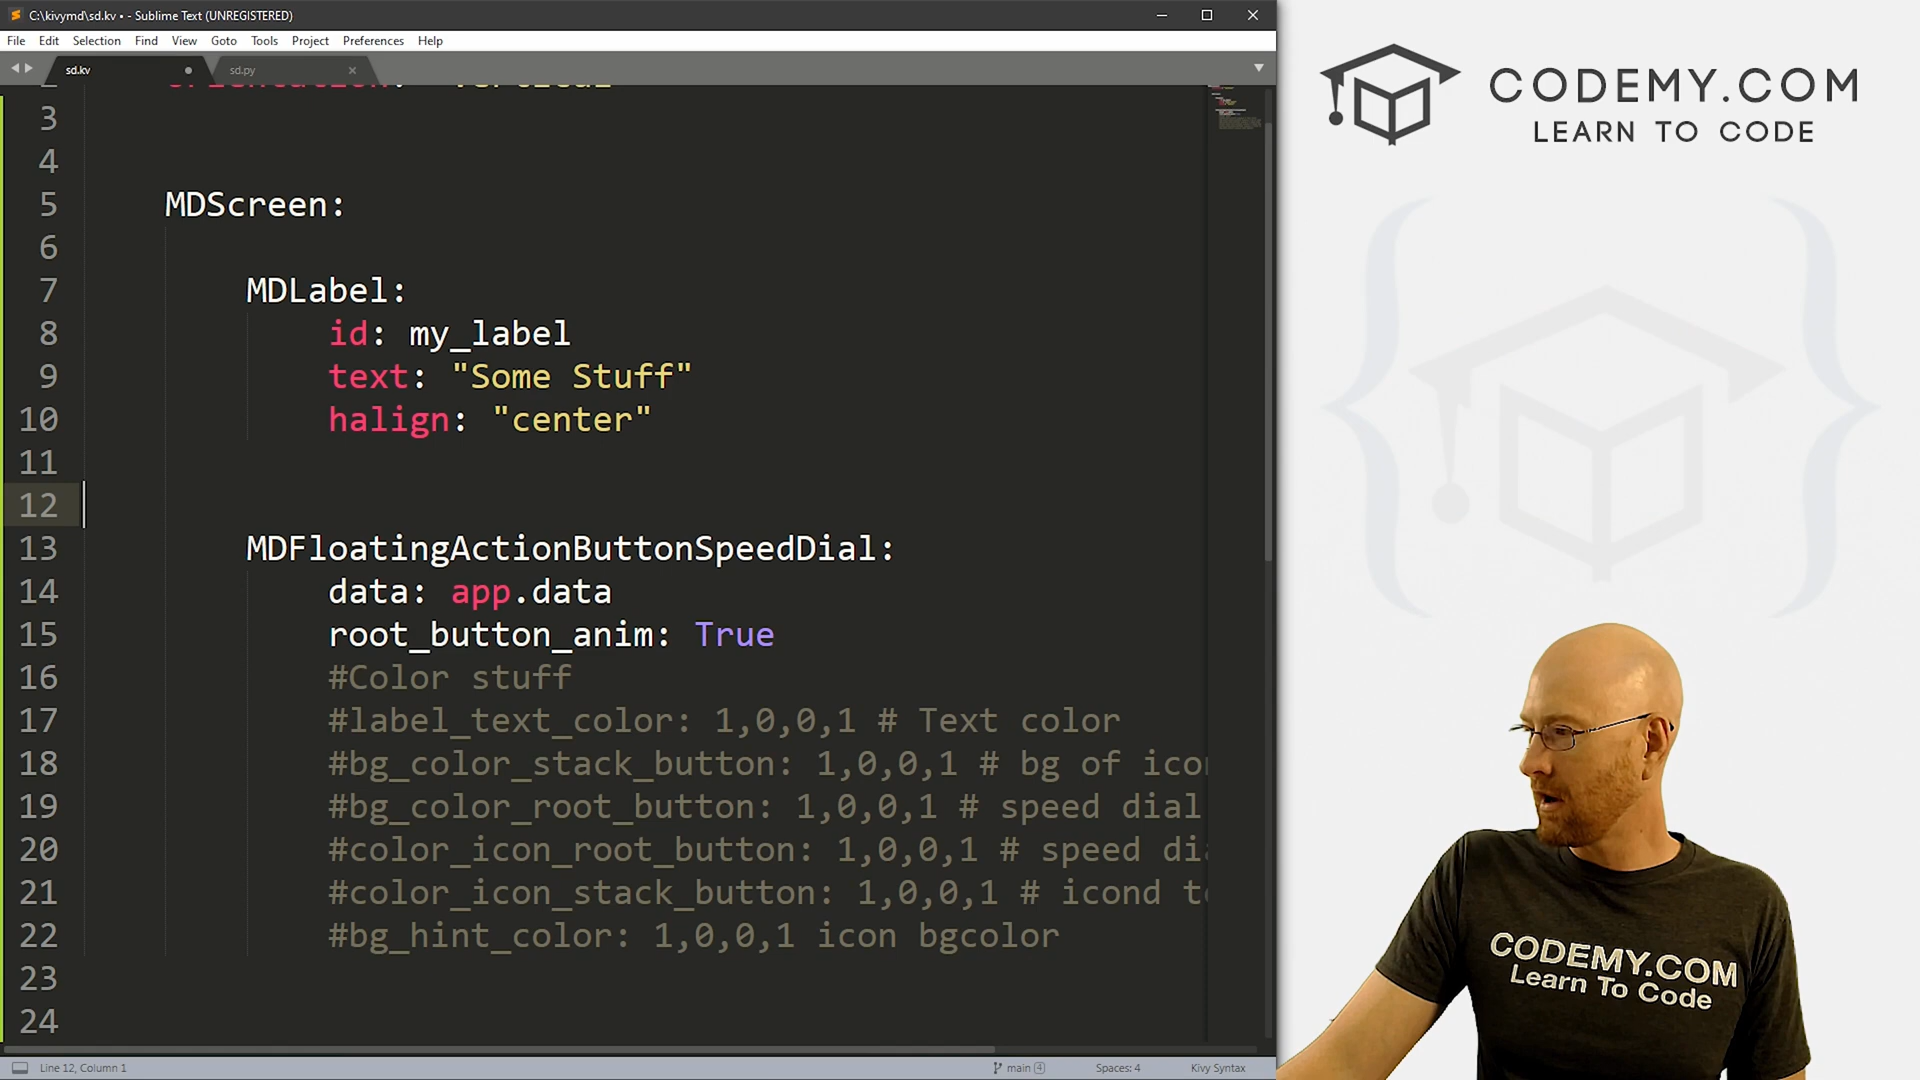 C:\kivymd\sd.kv • - Sublime Text (UNREGISTERED)
File Edit Selection Find View Goto Tools Project Preferences Help
sd.kv sd.py
3
4
5 MDScreen:
6
7 MDLabel:
8 id: my_label
9 text: "Some Stuff"
10 halign: "center"
11
12
13 MDFloatingActionButtonSpeedDial:
14 data: app.data
15 root_button_anim: True
16 #Color stuff
17 #label_text_color: 1,0,0,1 # Text color
18 #bg_color_stack_button: 1,0,0,1 # bg of
19 #bg_color_root_button: 1,0,0,1 # speed dial
20 #color_icon_root_button: 1,0,0,1 # speed
21 #color_icon_stack_button: 1,0,0,1 # icond
22 #bg_hint_color: 1,0,0,1 icon bgcolor
23
24
Line 12, Column 1 main 4 Spaces: 4 Kivy Syntax
CODEMY.COM
LEARN TO CODE
CODEMY.COM
Learn To Code